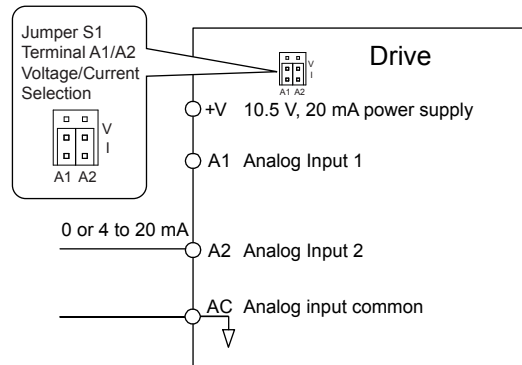 Jumper S1
Terminal A1/A2
Voltage/Current
Selection
V
I
A1 A2
Drive
V
I
A1 A2
+V 10.5 V, 20 mA power supply
A1 Analog Input 1
0 or 4 to 20 mA
A2 Analog Input 2
AC Analog input common